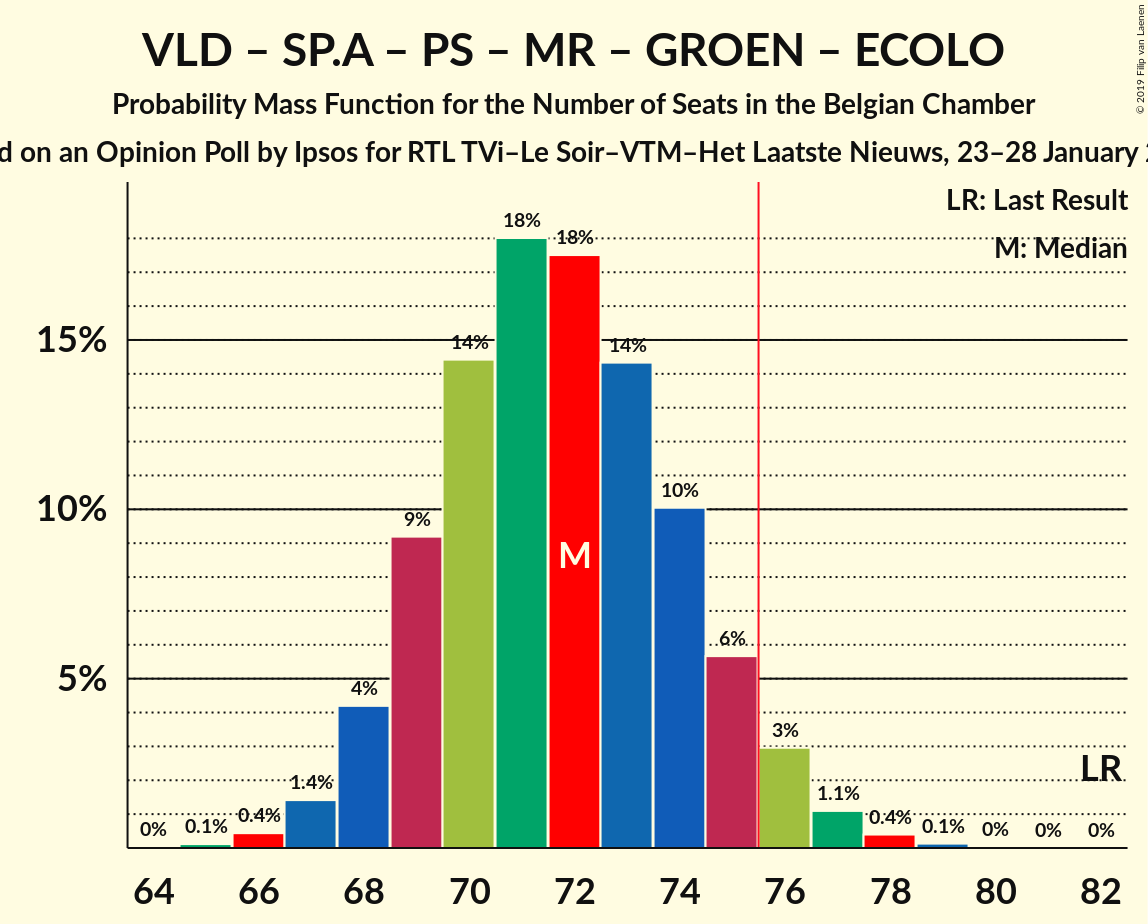 VLD – SP.A – PS – MR – GROEN – ECOLO
Probability Mass Function for the Number of Seats in the Belgian Chamber
on an Opinion Poll by Ipsos for RTL TVi–Le Soir–VTM–Het Laatste Nieuws, 23–28 January
© 2019 Filip van Laenen
LR: Last Result
M: Median
15%
10%
5%
0%
0.1%
0.4%
1.4%
4%
9%
14%
18%
18%
14%
10%
6%
3%
1.1%
0.4%
0.1%
0%
0%
0%
M
LR
64 66 68 70 72 74 76 78 80 82